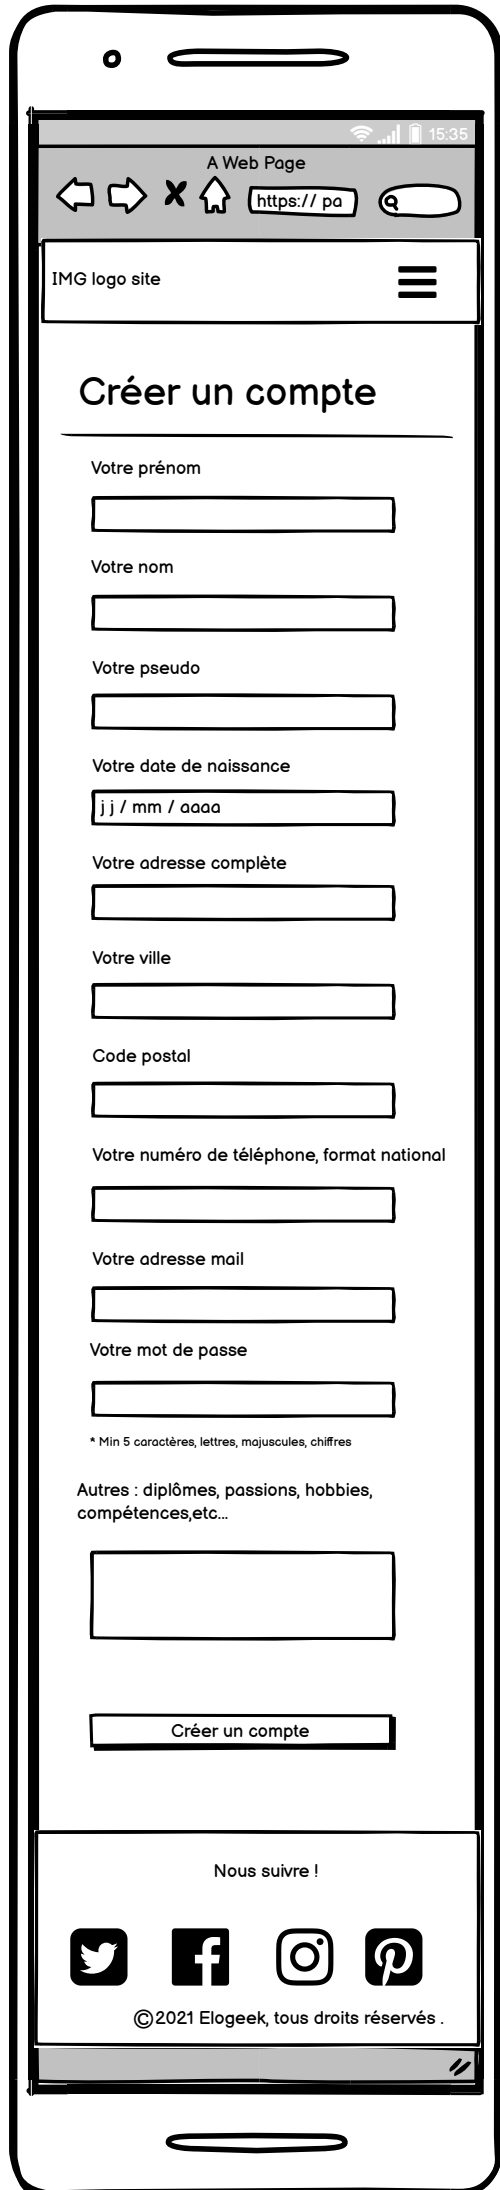 15:35
A Web Page
https:// pa
IMG logo site
Créer un compte
Votre prénom
Votre nom
Votre pseudo
Votre date de naissance
jj / mm / aaaa
Votre adresse complète
Votre ville
Code postal
Votre numéro de téléphone, format national
Votre adresse mail
Votre mot de passe
* Min 5 caractères, lettres, majuscules, chiffres
Autres : diplômes, passions, hobbies,
compétences,etc...
Créer un compte
Nous suivre !
©2021 Elogeek, tous droits réservés .